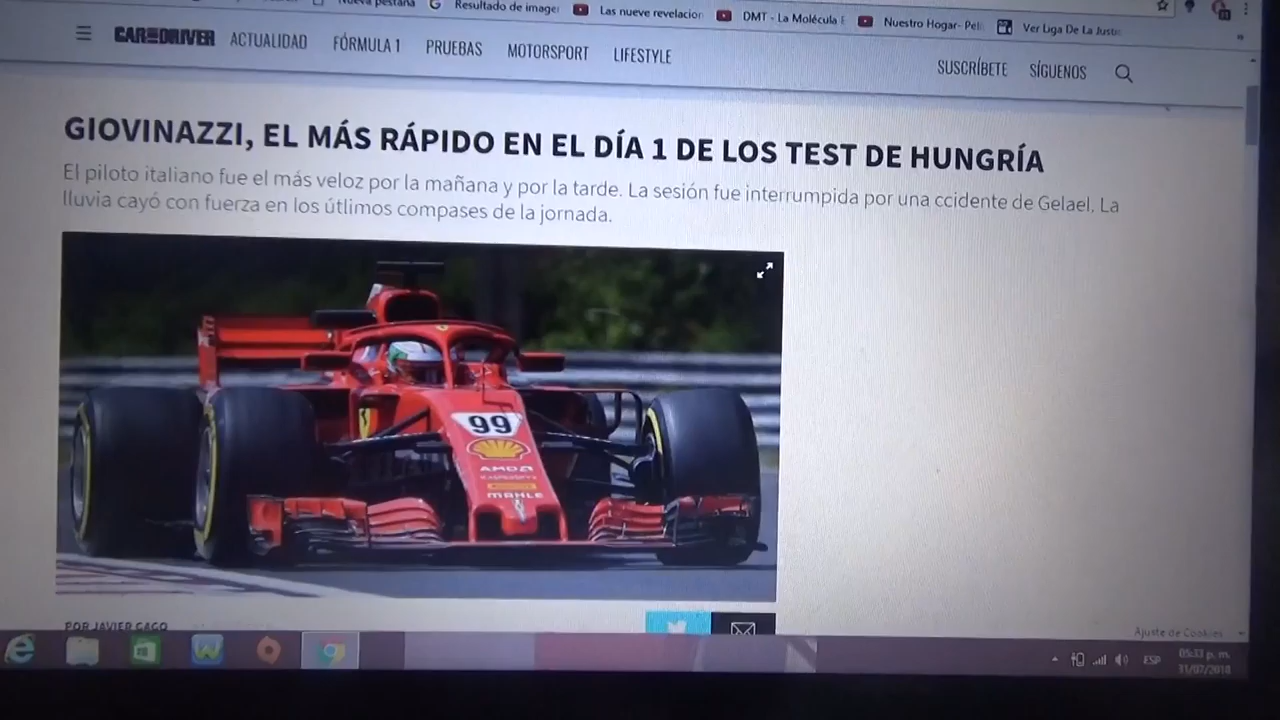 Nueva pestaña
Resultado de image
Las nueve revelacion
DMT - La Molécula E
Nuestro Hogar- Peli
Ver Liga De La Justic
CAR AND DRIVER
ACTUALIDAD
FÓRMULA 1
PRUEBAS
MOTORSPORT
LIFESTYLE
SUSCRÍBETE
SÍGUENOS
GIOVINAZZI, EL MÁS RÁPIDO EN EL DÍA 1 DE LOS TEST DE HUNGRÍA
El piloto italiano fue el más veloz por la mañana y por la tarde. La sesión fue interrumpida por una ccidente de Gelael. La
lluvia cayó con fuerza en los útlimos compases de la jornada.
99
AMD
KASPERSKY
MAHLE
POR JAVIER GAGO
Ajuste de Cookies
ESP
05:33 p. m.
31/07/2018